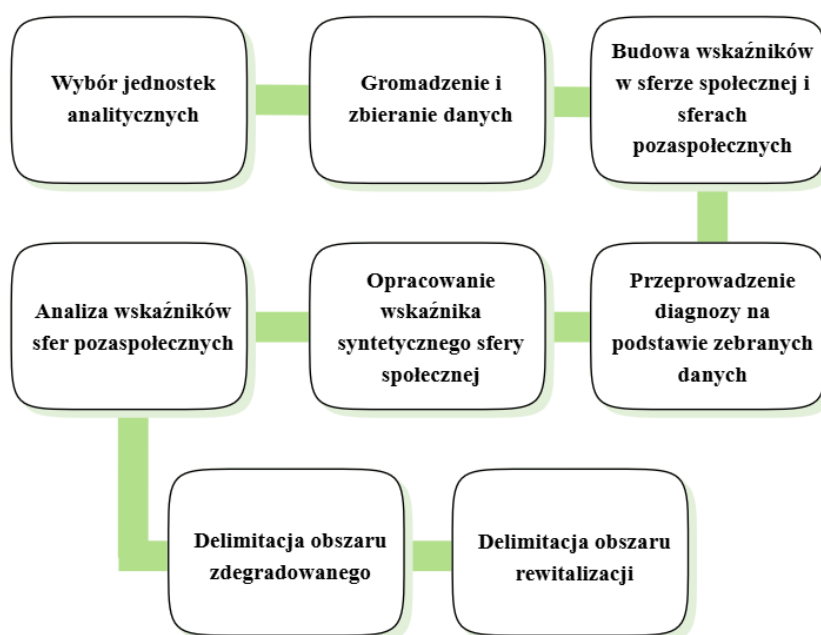 Wybór jednostek
analitycznych
Gromadzenie i
zbieranie danych
Budowa wskaźników
w sferze społecznej i
sferach
pozaspołecznych
Przeprowadzenie
diagnozy na
podstawie zebranych
danych
Opracowanie
wskaźnika
syntetycznego sfery
społecznej
Analiza wskaźników
sfer pozaspołecznych
Delimitacja obszaru
zdegradowanego
Delimitacja obszaru
rewitalizacji